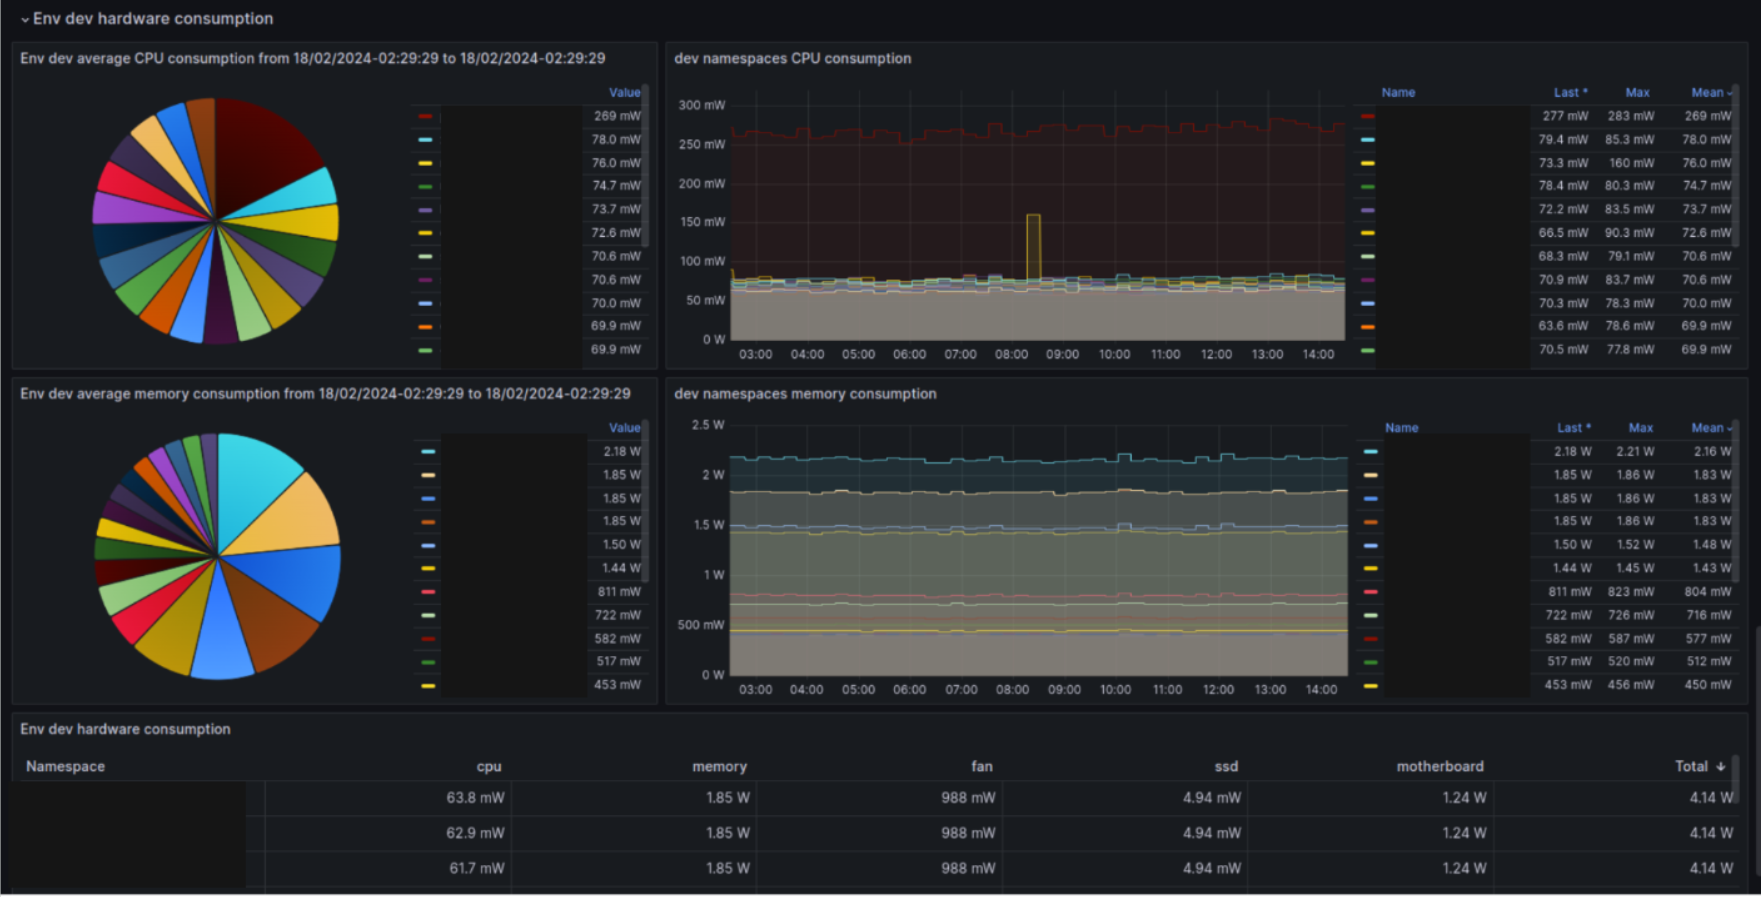 Env dev hardware consumption
Env dev average CPU consumption from 18/02/2024-02:29:29 to 18/02/2024-02:29:29
Value
269 mW
78.0 mW
76.0 mW
74.7 mW
73.7 mW
72.6 mW
70.6 mW
70.6 mW
70.0 mW
69.9 mW
69.9 mW
dev namespaces CPU consumption
300 mW
250 mW
200 mW
150 mW
100 mW
50 mW
0 W
03:00 04:00 05:00 06:00 07:00 08:00 09:00 10:00 11:00 12:00 13:00 14:00
Name Last * Max Mean
277 mW 283 mW 269 mW
79.4 mW 85.3 mW 78.0 mW
73.3 mW 160 mW 76.0 mW
78.4 mW 80.3 mW 74.7 mW
72.2 mW 83.5 mW 73.7 mW
66.5 mW 90.3 mW 72.6 mW
68.3 mW 79.1 mW 70.6 mW
70.9 mW 83.7 mW 70.6 mW
70.3 mW 78.3 mW 70.0 mW
63.6 mW 78.6 mW 69.9 mW
70.5 mW 77.8 mW 69.9 mW
Env dev average memory consumption from 18/02/2024-02:29:29 to 18/02/2024-02:29:29
Value
2.18 W
1.85 W
1.85 W
1.85 W
1.50 W
1.44 W
811 mW
722 mW
582 mW
517 mW
453 mW
dev namespaces memory consumption
2.5 W
2 W
1.5 W
1 W
500 mW
0 W
03:00 04:00 05:00 06:00 07:00 08:00 09:00 10:00 11:00 12:00 13:00 14:00
Name Last * Max Mean
2.18 W 2.21 W 2.16 W
1.85 W 1.86 W 1.83 W
1.85 W 1.86 W 1.83 W
1.85 W 1.86 W 1.83 W
1.50 W 1.52 W 1.48 W
1.44 W 1.45 W 1.43 W
811 mW 823 mW 804 mW
722 mW 726 mW 716 mW
582 mW 587 mW 577 mW
517 mW 520 mW 512 mW
453 mW 456 mW 450 mW
Env dev hardware consumption
Namespace cpu memory fan ssd motherboard Total ↓
63.8 mW 1.85 W 988 mW 4.94 mW 1.24 W 4.14 W
62.9 mW 1.85 W 988 mW 4.94 mW 1.24 W 4.14 W
61.7 mW 1.85 W 988 mW 4.94 mW 1.24 W 4.14 W